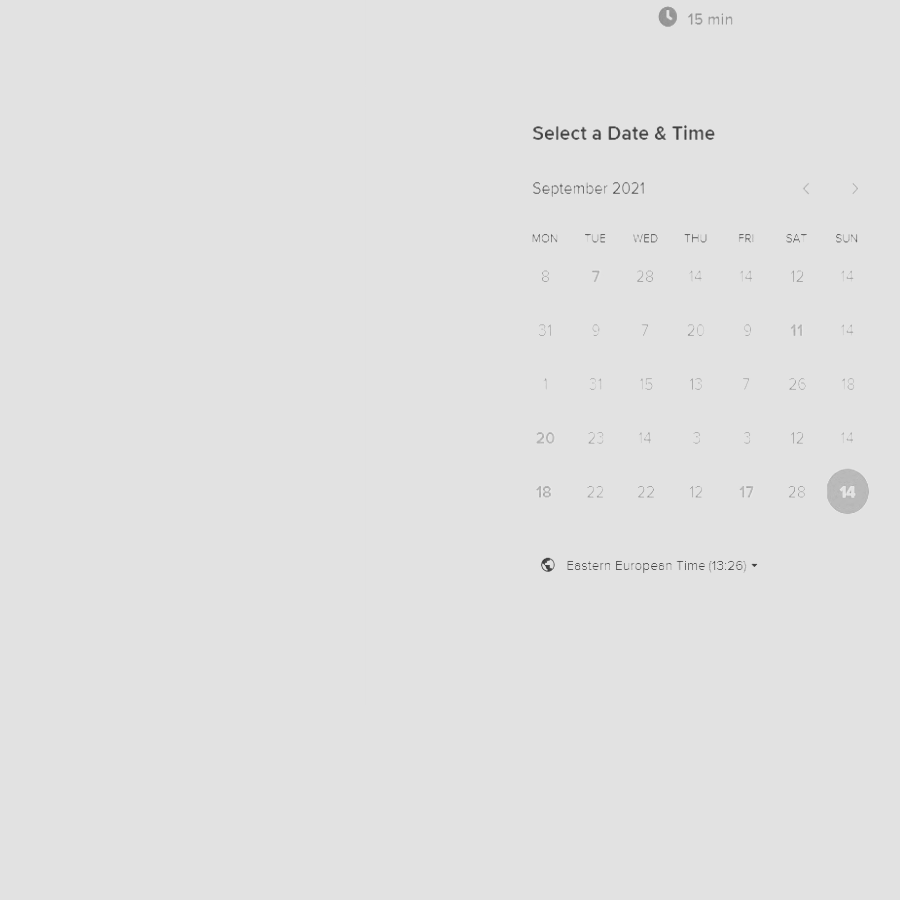 15 min
Select a Date & Time
September 2021
MON TUE WED THU FRI SAT SUN
8 7 28 14 14 12 14
31 9 7 20 9 11 14
1 31 15 13 7 26 18
20 23 14 3 3 12 14
18 22 22 12 17 28 14
Eastern European Time (13:26)